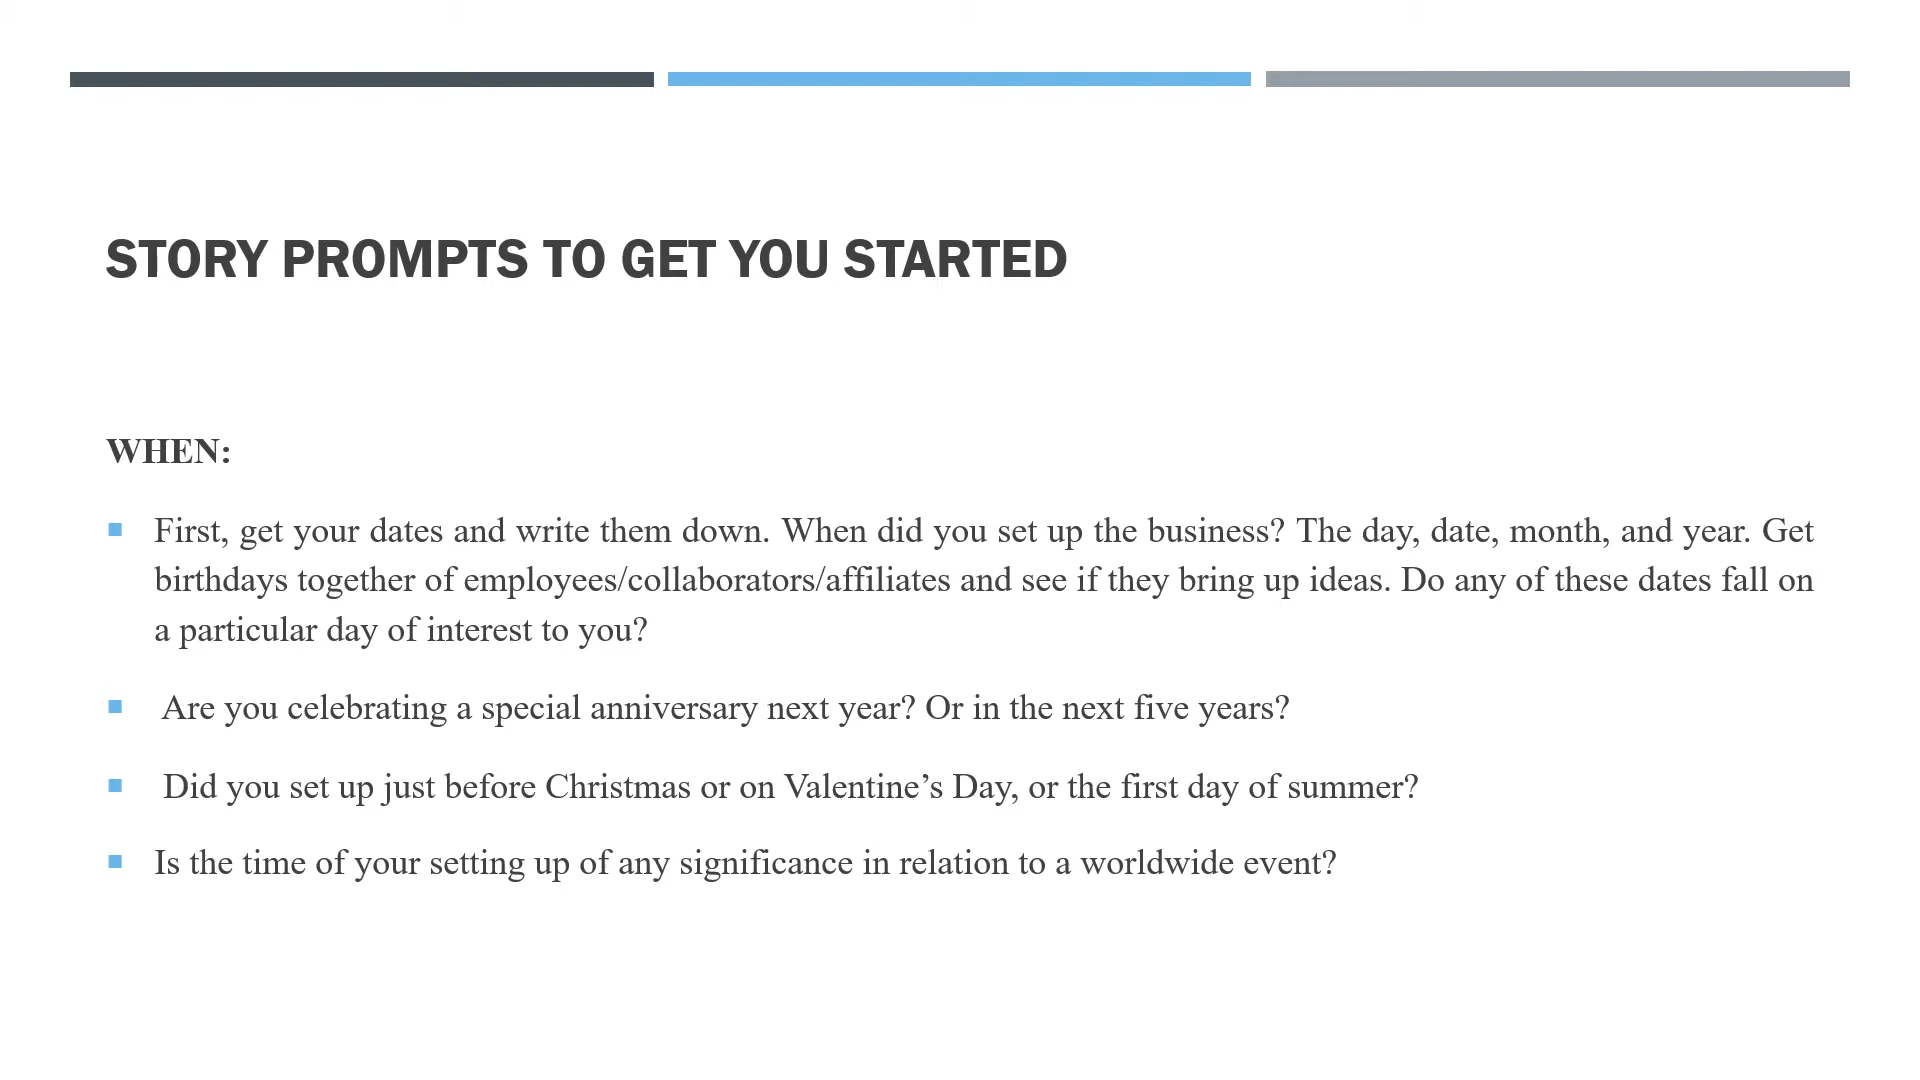 STORY PROMPTS TO GET YOU STARTED
WHEN:
First, get your dates and write them down. When did you set up the business? The day, date, month, and year. Get
birthdays together of employees/collaborators/affiliates and see if they bring up ideas. Do any of these dates fall on
a particular day of interest to you?
Are you celebrating a special anniversary next year? Or in the next five years?
Did you set up just before Christmas or on Valentine’s Day, or the first day of summer?
Is the time of your setting up of any significance in relation to a worldwide event?